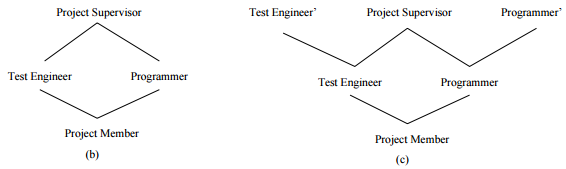 Project Supervisor
Test Engineer Programmer
Project Member
(b)
Test Engineer’ Project Supervisor Programmer’
Test Engineer Programmer
Project Member
(c)